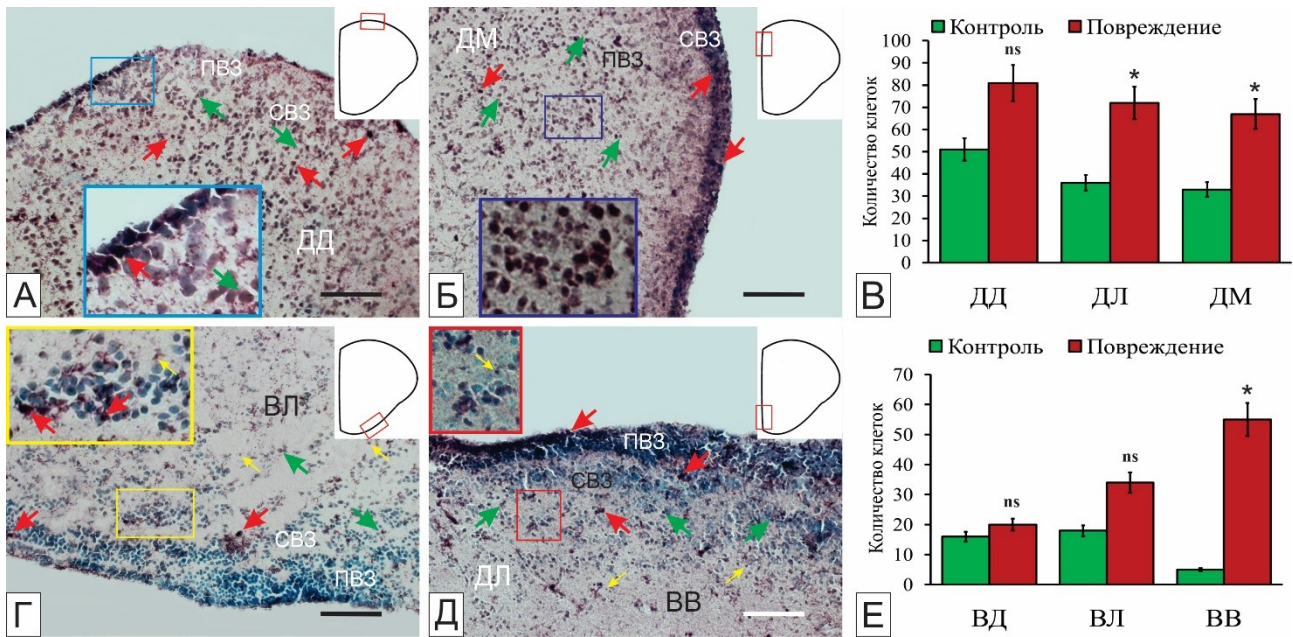 ПВЗ
СВЗ
ДД
А
ДМ
ПВЗ
СВЗ
Б
Контроль Повреждение
Количество клеток
100
90
80
70
60
50
40
30
20
10
0
ns
*
*
ДД ДЛ ДМ
В
ВЛ
СВЗ
ПВЗ
Г
ПВЗ
СВЗ
ДЛ
ВВ
Д
Контроль Повреждение
Количество клеток
70
60
50
40
30
20
10
0
ns
ns
*
ВД ВЛ ВВ
Е